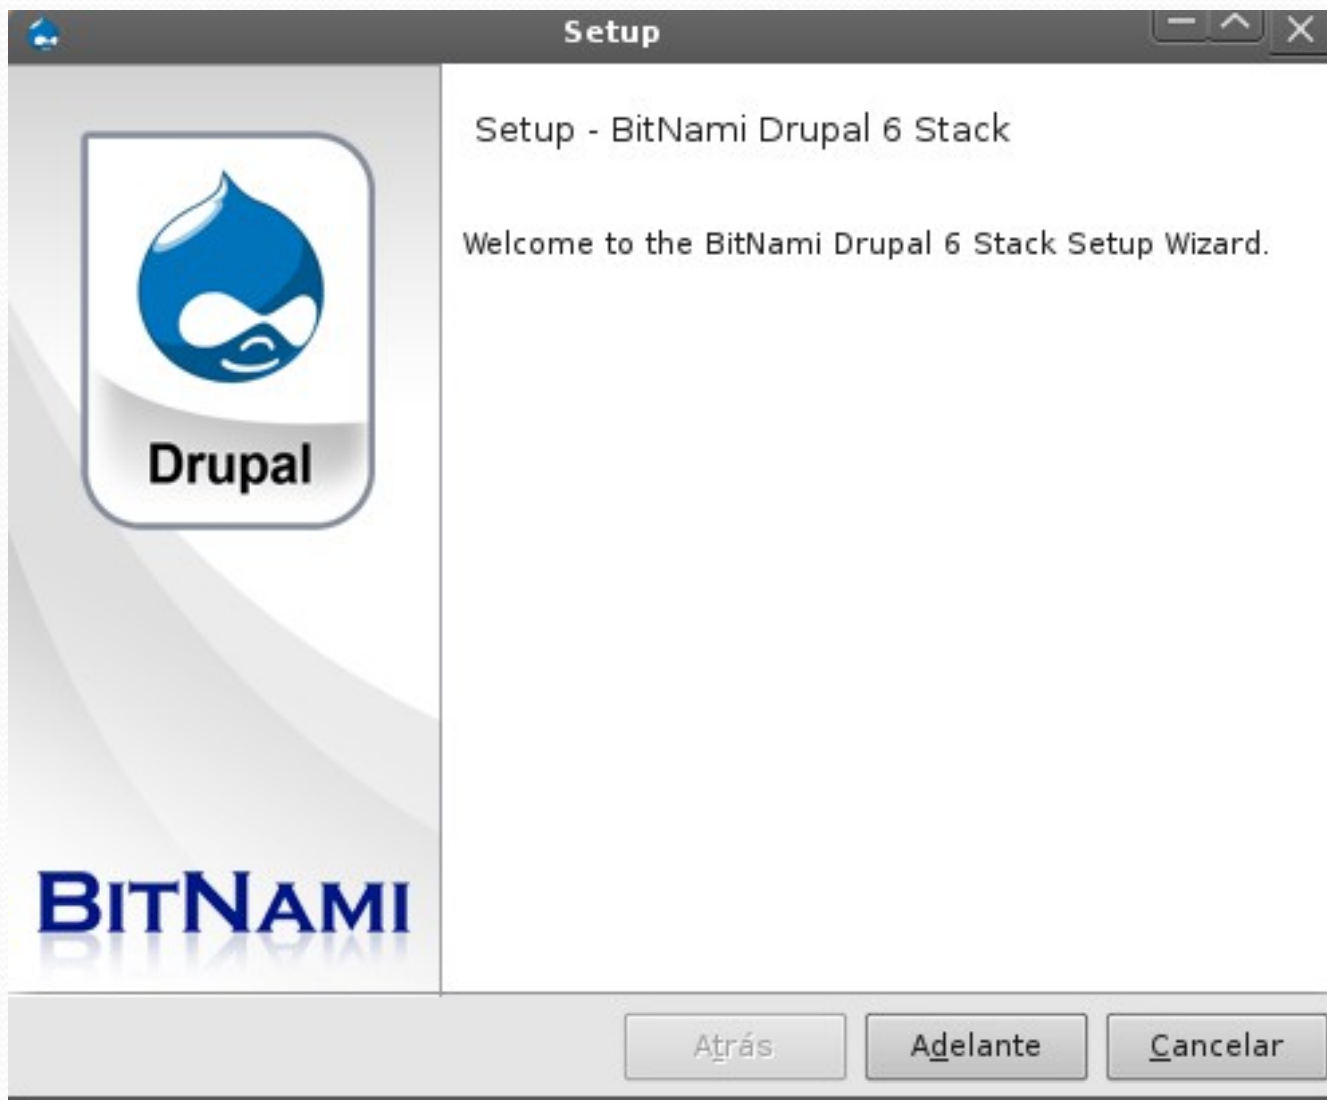 Setup
Setup - BitNami Drupal 6 Stack
Welcome to the BitNami Drupal 6 Stack Setup Wizard.
Drupal
BITNAMI
Atrás
Adelante
Cancelar